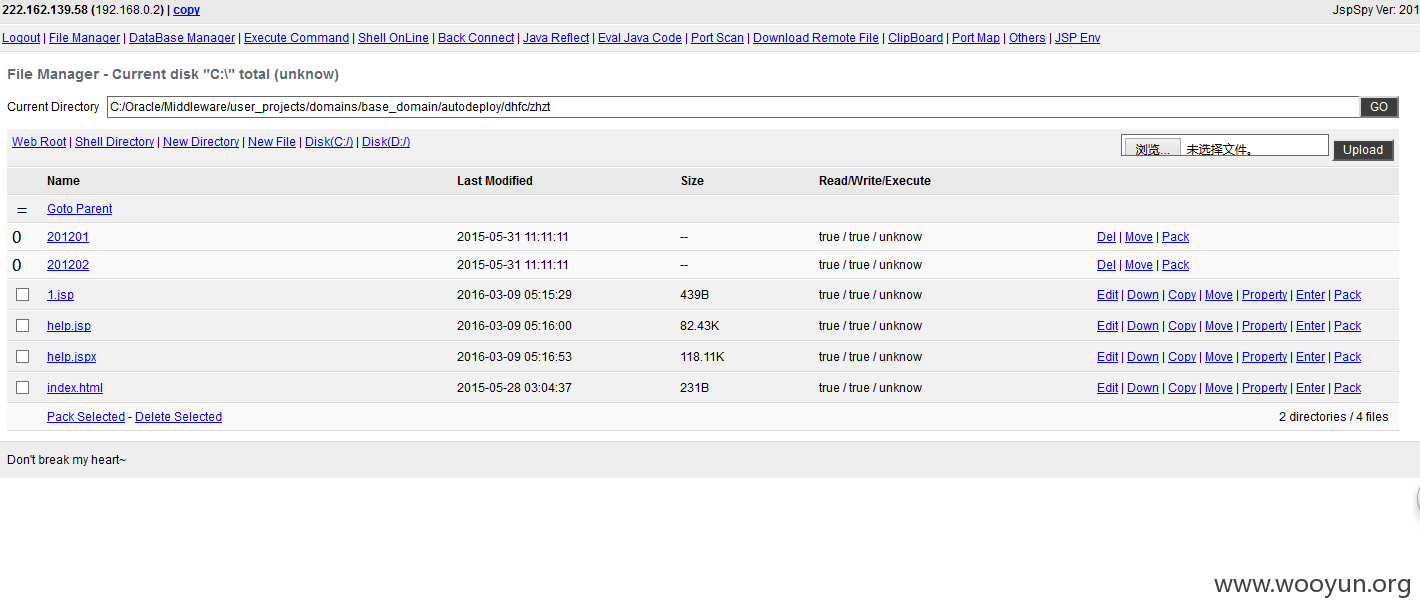 222.162.139.58 (192.168.0.2) | copy JspSpy Ver: 201
Logout | File Manager | DataBase Manager | Execute Command | Shell OnLine | Back Connect | Java Reflect | Eval Java Code | Port Scan | Download Remote File | ClipBoard | Port Map | Others | JSP Env
File Manager - Current disk "C:\" total (unknow)
Current Directory C:/Oracle/Middleware/user_projects/domains/base_domain/autodeploy/dhfc/zhzt GO
Web Root | Shell Directory | New Directory | New File | Disk(C:/) | Disk(D:/) 浏览... 未选择文件。 Upload
Name Last Modified Size Read/Write/Execute
= Goto Parent
0 201201 2015-05-31 11:11:11 -- true / true / unknow Del | Move | Pack
0 201202 2015-05-31 11:11:11 -- true / true / unknow Del | Move | Pack
1.jsp 2016-03-09 05:15:29 439B true / true / unknow Edit | Down | Copy | Move | Property | Enter | Pack
help.jsp 2016-03-09 05:16:00 82.43K true / true / unknow Edit | Down | Copy | Move | Property | Enter | Pack
help.jspx 2016-03-09 05:16:53 118.11K true / true / unknow Edit | Down | Copy | Move | Property | Enter | Pack
index.html 2015-05-28 03:04:37 231B true / true / unknow Edit | Down | Copy | Move | Property | Enter | Pack
Pack Selected - Delete Selected 2 directories / 4 files
Don't break my heart~
www.wooyun.org